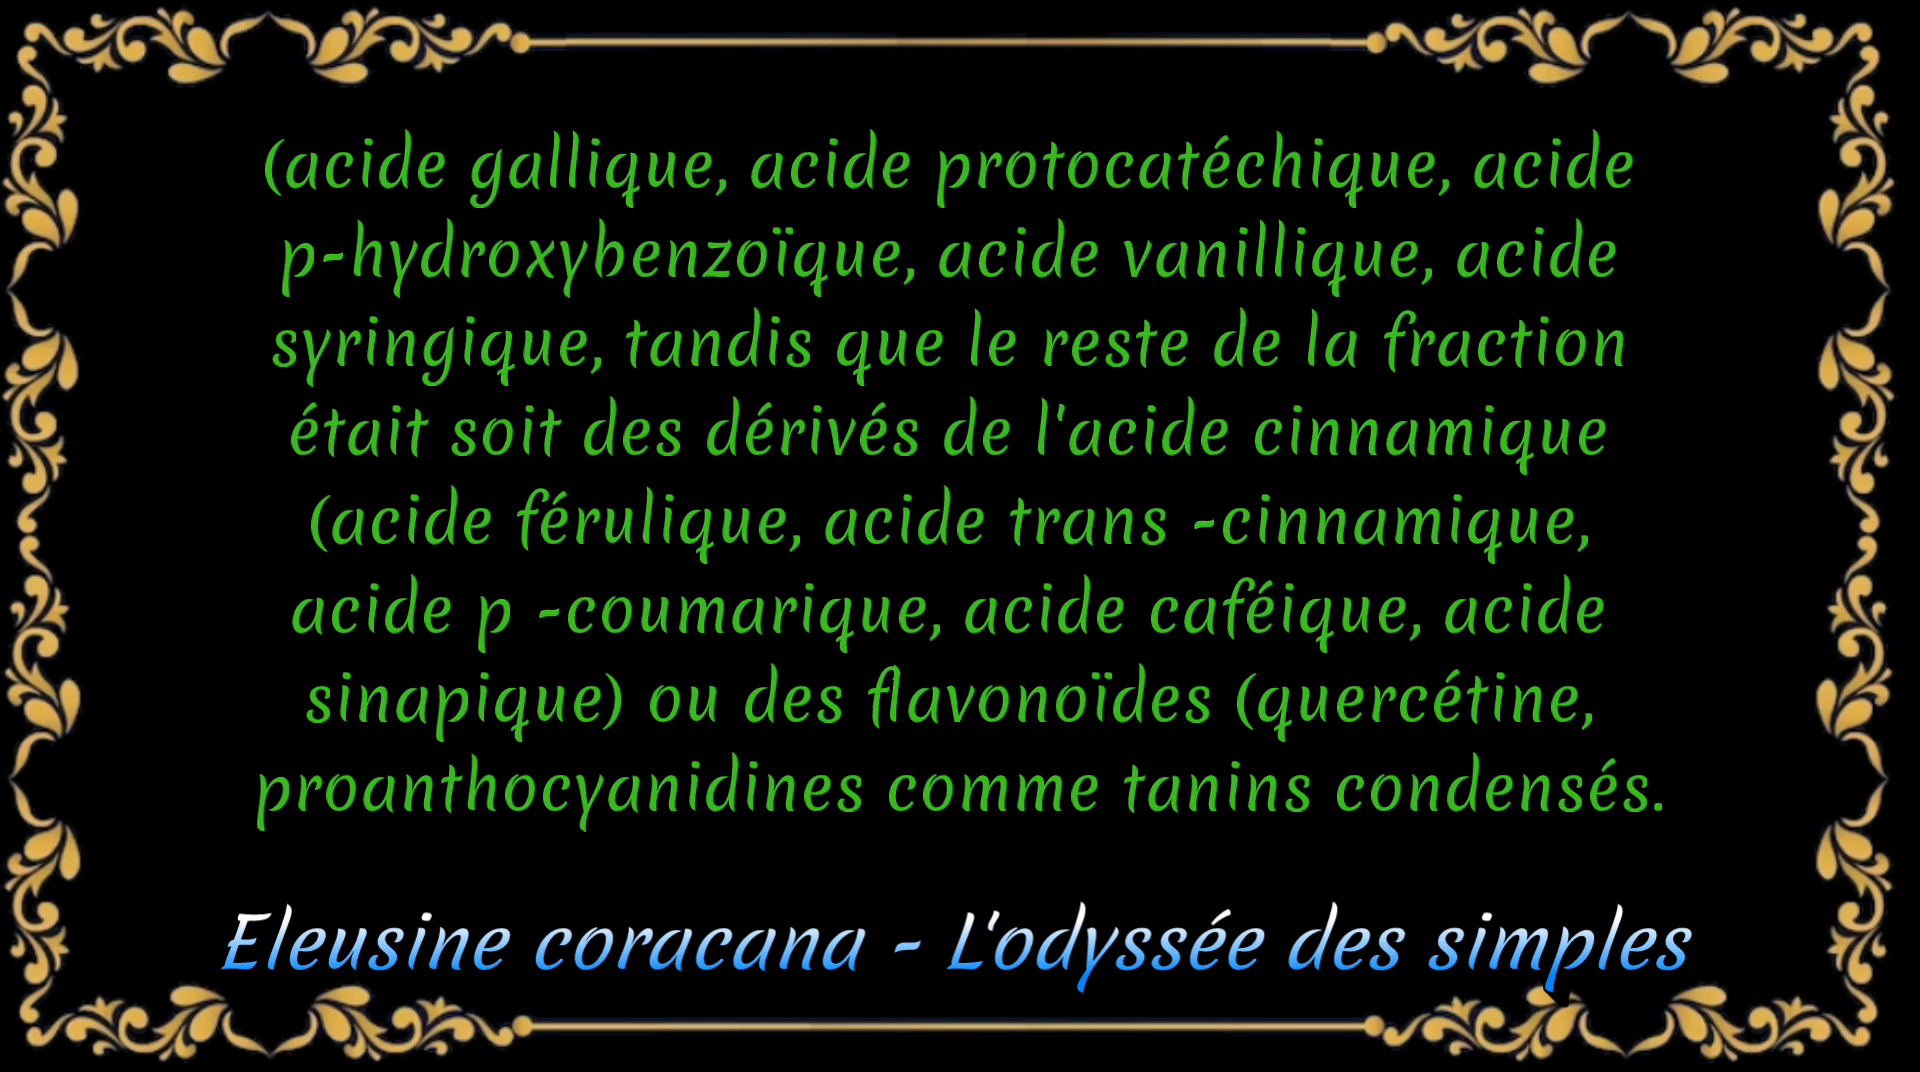 (acide gallique, acide protocatéchique, acide
p-hydroxybenzoïque, acide vanillique, acide
syringique, tandis que le reste de la fraction
était soit des dérivés de l'acide cinnamique
(acide férulique, acide trans -cinnamique,
acide p -coumarique, acide caféique, acide
sinapique) ou des flavonoïdes (quercétine,
proanthocyanidines comme tanins condensés.
Eleusine coracana - L'odyssée des simples